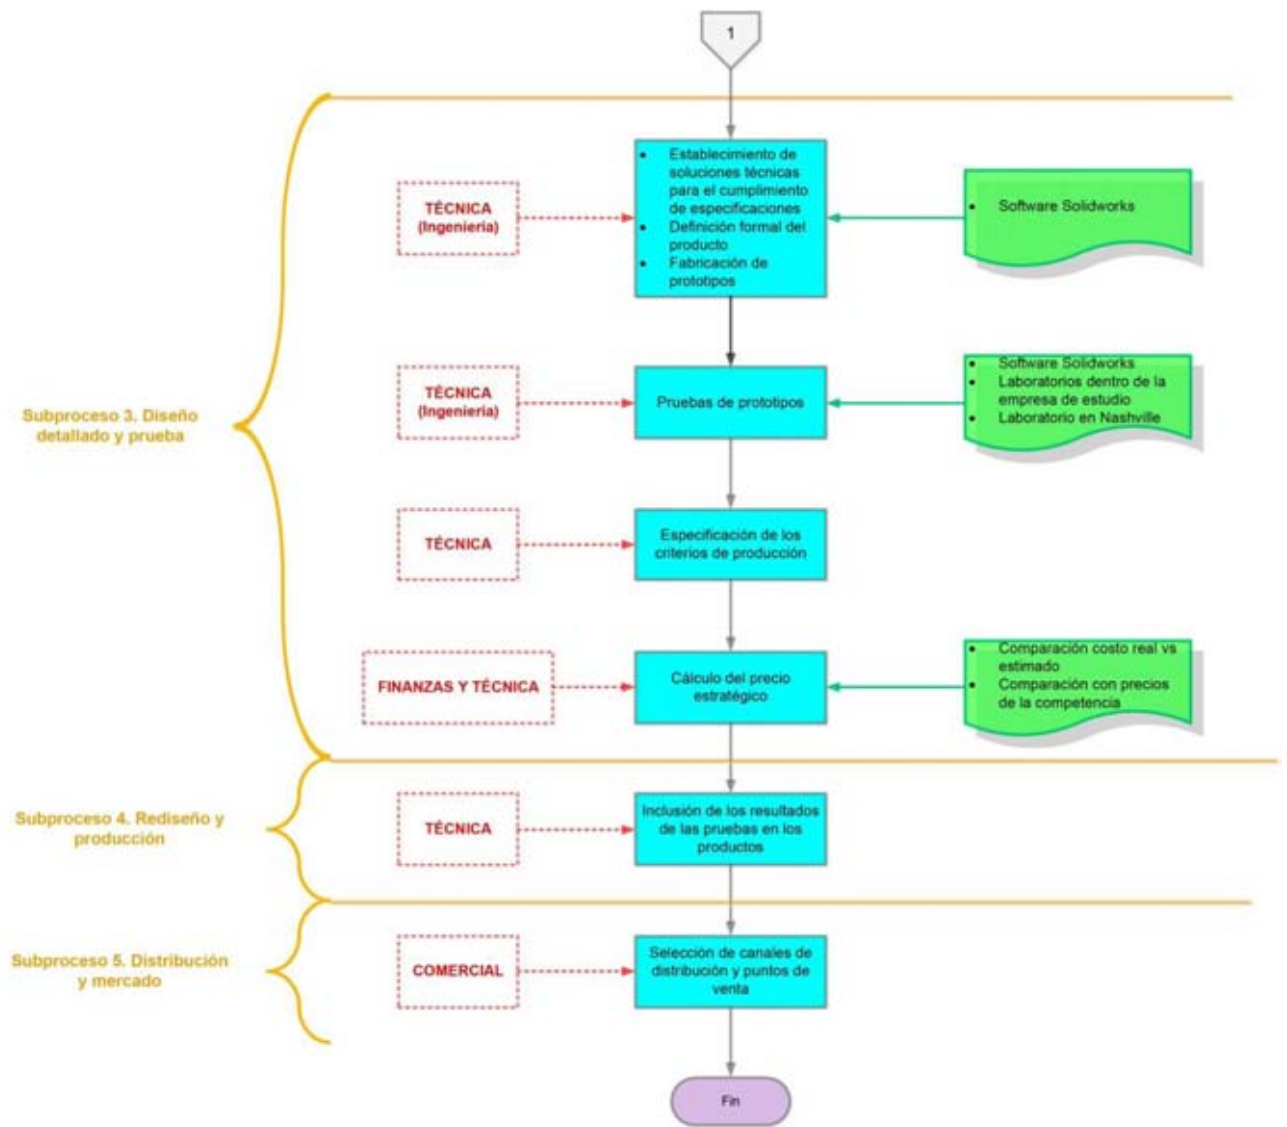 1
Establecimiento de
soluciones técnicas
para el cumplimiento
de especificaciones
Definición formal del
producto
Fabricación de
prototipos
TÉCNICA
(Ingenieria)
Software Solidworks
Subproceso 3. Diseño
detallado y prueba
TÉCNICA
(Ingenieria)
Pruebas de prototipos
Software Solidworks
Laboratorios dentro de la
empresa de estudio
Laboratorio en Nashville
TÉCNICA
Especificación de los
criterios de producción
FINANZAS Y TÉCNICA
Cálculo del precio
estratégico
Comparación costo real vs
estimado
Comparación con precios
de la competencia
Subproceso 4. Rediseño y
producción
TÉCNICA
Inclusión de los resultados
de las pruebas en los
productos
Subproceso 5. Distribución
y mercado
COMERCIAL
Selección de canales de
distribución y puntos de
venta
Fin